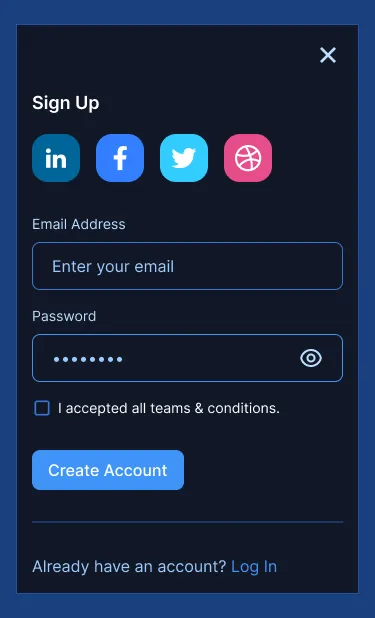 Sign Up
in
Email Address
Enter your email
Password
I accepted all teams & conditions.
Create Account
Already have an account? Log In